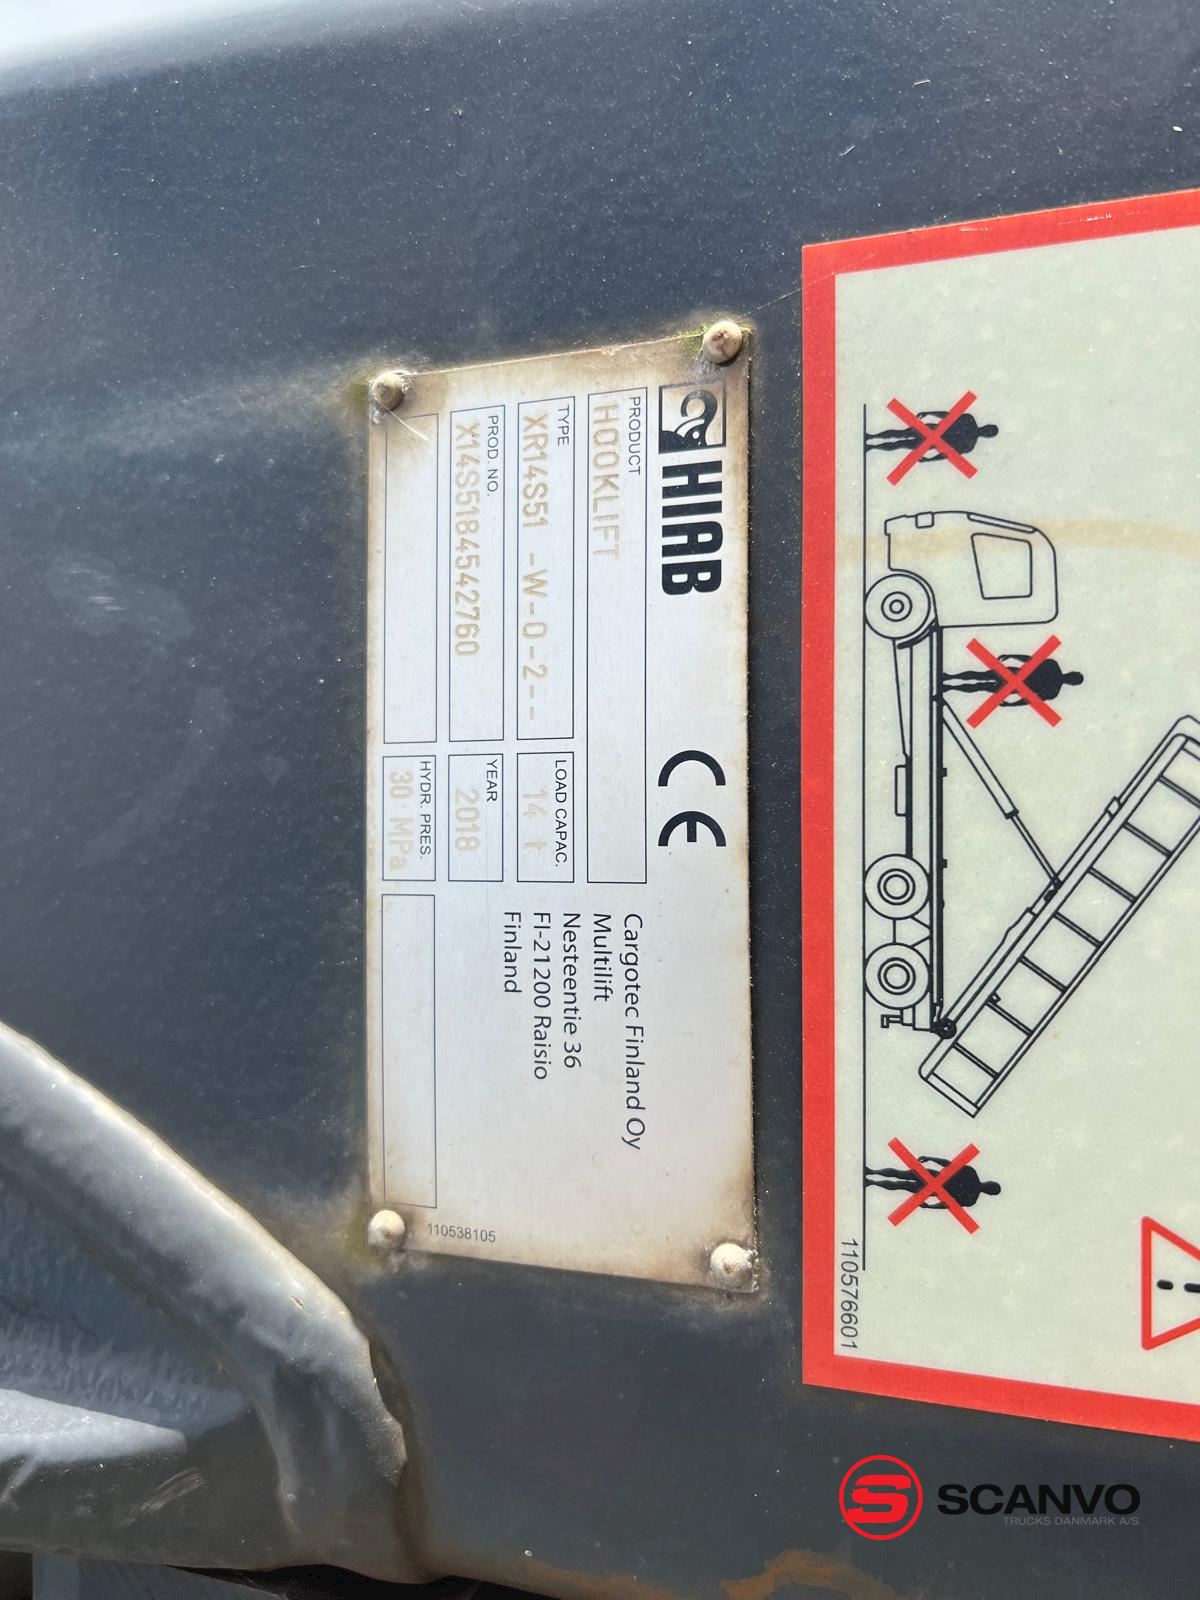 HIAB
CE
PRODUCT
HOOKLIFT
TYPE
XR14S51 -W-0-2--
LOAD CAPAC.
14 t
PROD. NO.
X14S5184542760
YEAR
2018
HYDR. PRES.
30 MPa
Cargotec Finland Oy
Multilift
Nesteentie 36
FI-21200 Raisio
Finland
110538105
110576601
SCANVO
TRUCKS DANMARK A/S